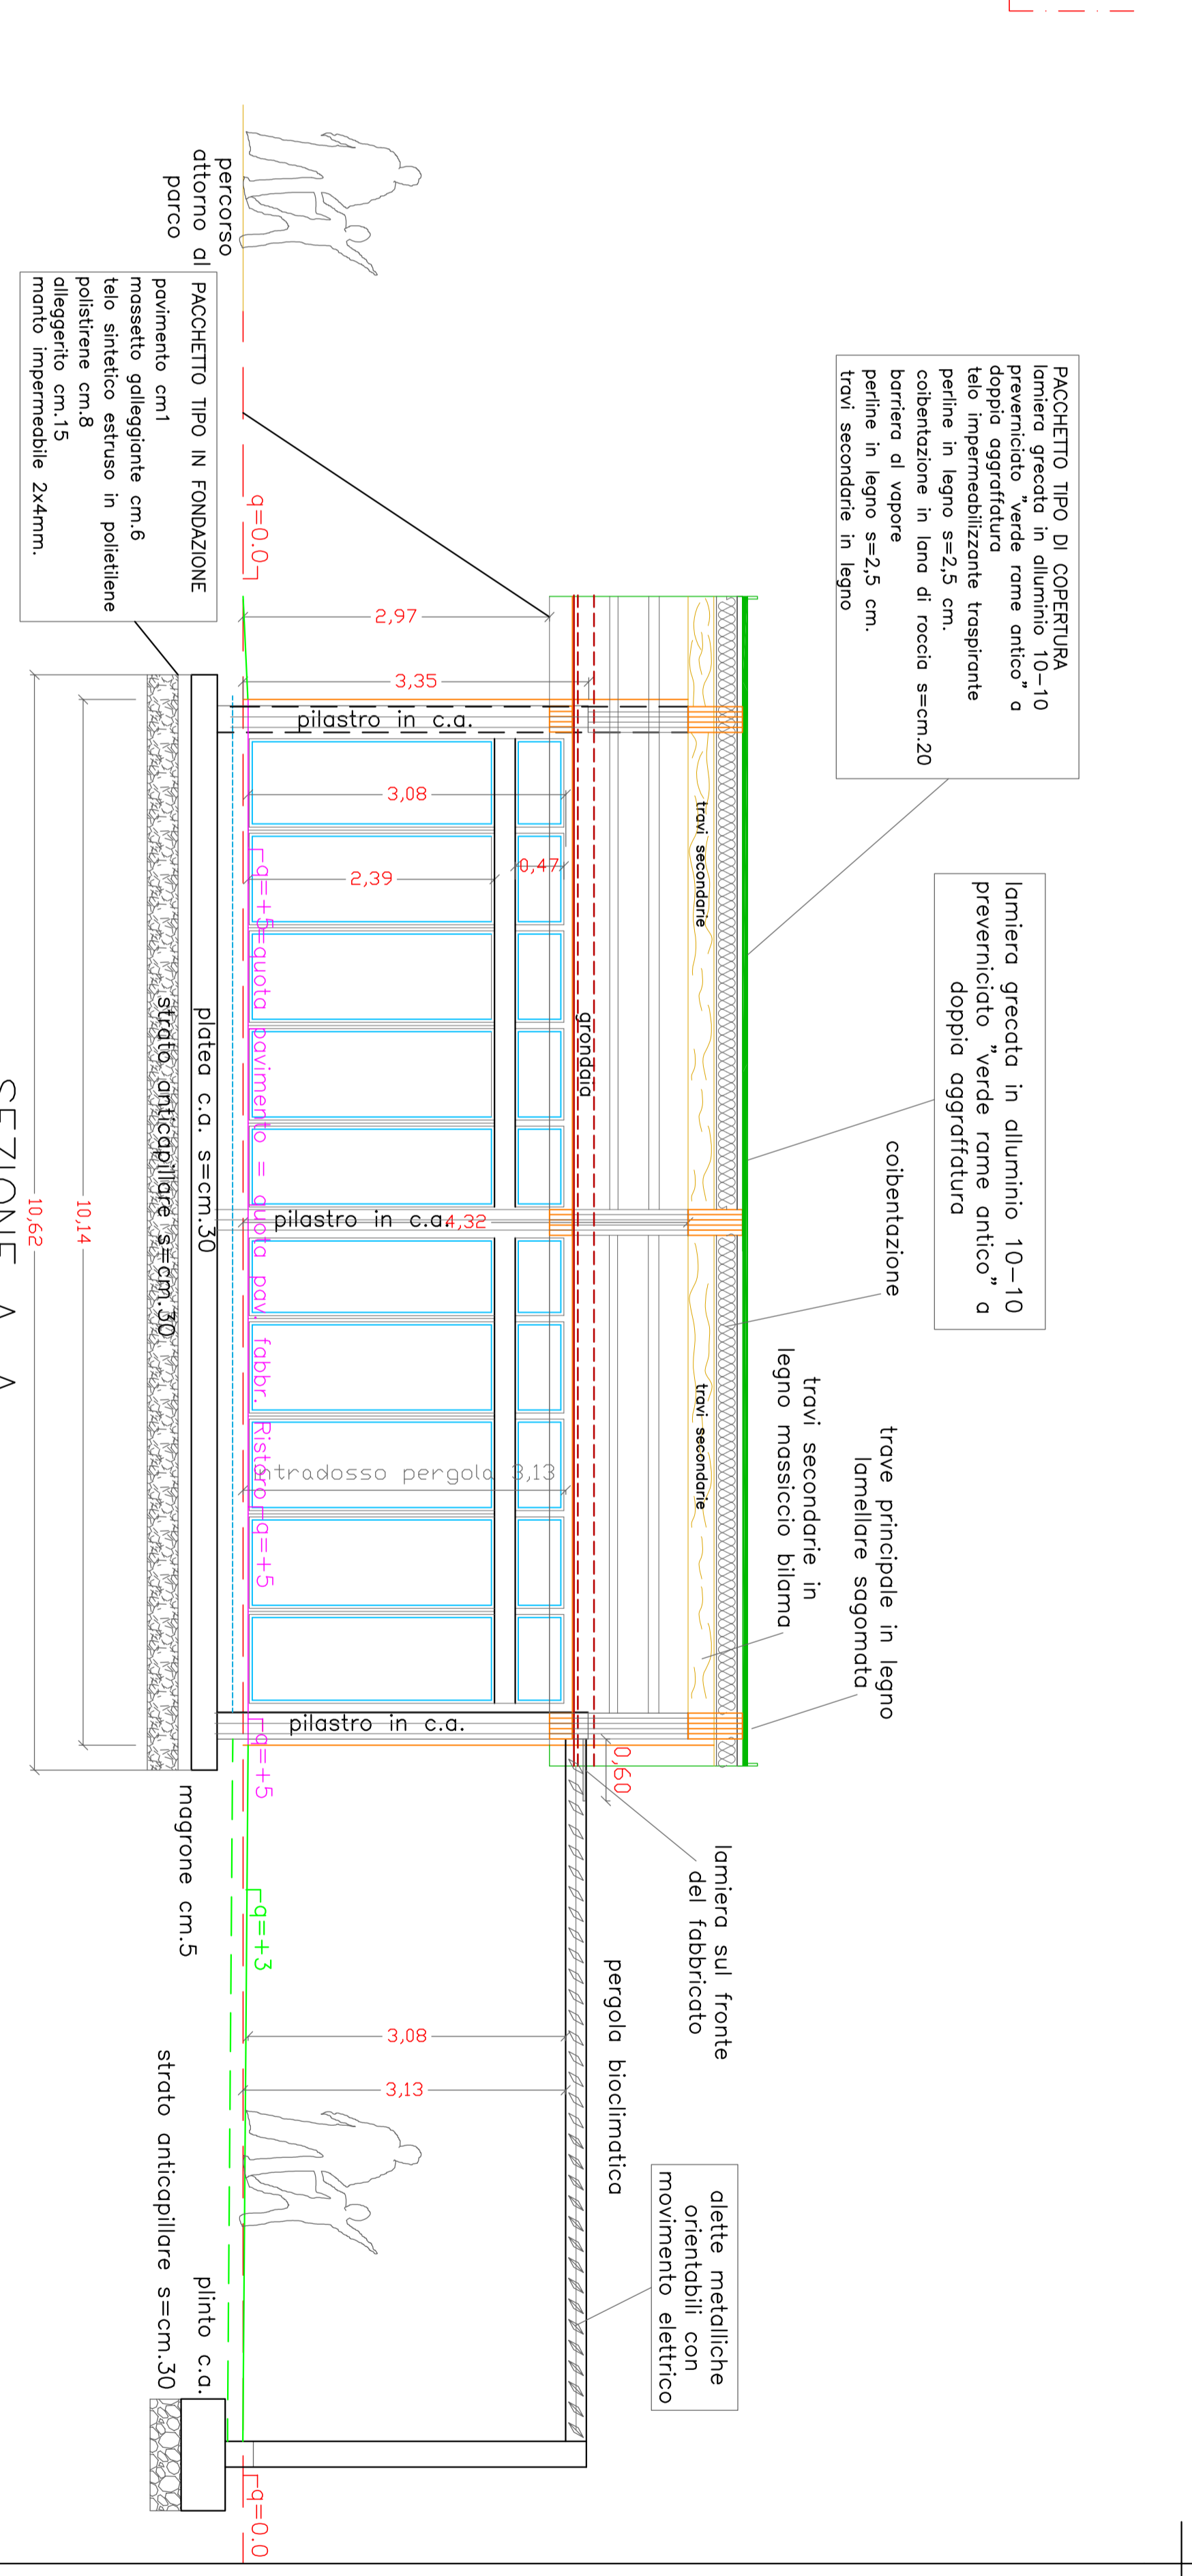 PACCHETTO TIPO DI COPERTURA
lamiera grecata in alluminio 10-10
preverniciato "verde rame antico" a
doppia aggraffatura
telo impermeabilizzante traspirante
perline in legno s=2,5 cm.
coibentazione in lana di roccia s=cm.20
barriera al vapore
perline in legno s=2,5 cm.
travi secondarie in legno
lamiera grecata in alluminio 10-10
preverniciato "verde rame antico" a
doppia aggraffatura
coibentazione
trave principale in legno
lamellare sagomata
travi secondarie in
legno massiccio bilama
lamiera sul fronte
del fabbricato
pergola bioclimatica
alette metalliche
orientabili con
movimento elettrico
travi secondarie
travi secondarie
grondaia
0,60
2,97
3,35
pilastro in c.a.
3,08
2,39
0,47
pilastro in c.a.
4,32
intradosso pergola 3,13
pilastro in c.a.
3,08
3,13
q=0.0
q=+5=quota pavimento = quota pav. fabbr. Ristoro
q=+5
q=+5
q=+3
q=0.0
percorso
attorno al
parco
PACCHETTO TIPO IN FONDAZIONE
pavimento cm1
massetto galleggiante cm.6
telo sintetico estruso in polietilene
polistirene cm.8
alleggerito cm.15
manto impermeabile 2x4mm.
platea c.a. s=cm.30
strato anticapillare s=cm.30
magrone cm.5
plinto c.a.
strato anticapillare s=cm.30
10,14
10,62
SEZIONE A A